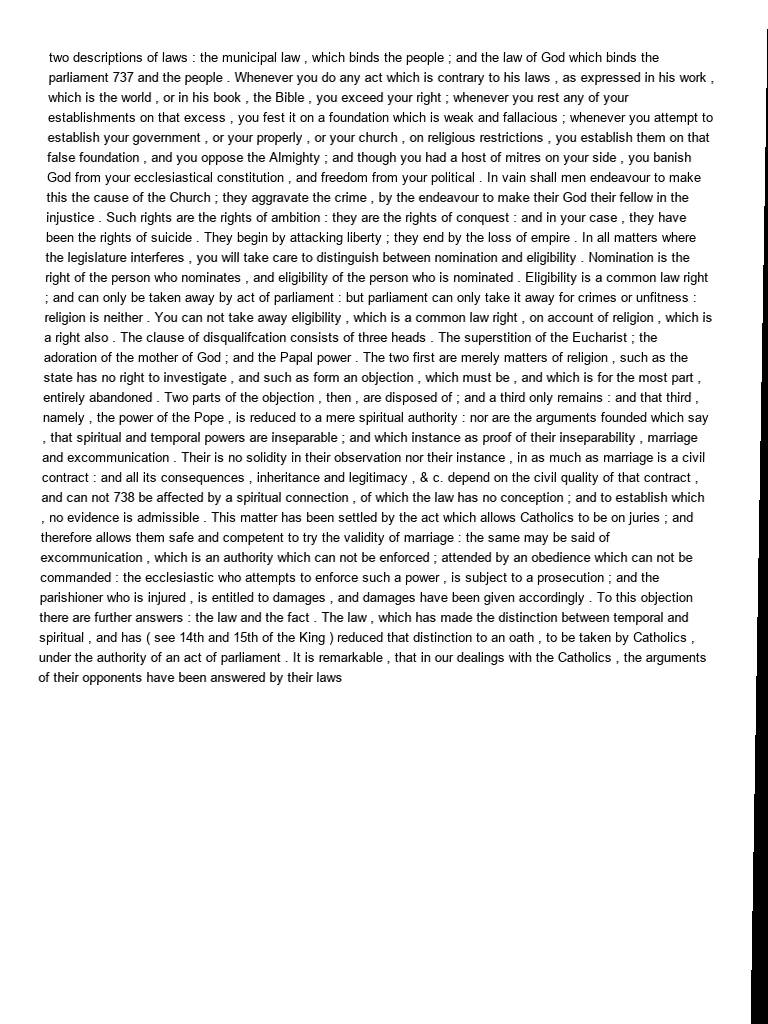 two descriptions of laws : the municipal law , which binds the people ; and the law of God which binds the
parliament 737 and the people . Whenever you do any act which is contrary to his laws , as expressed in his work ,
which is the world , or in his book , the Bible , you exceed your right ; whenever you rest any of your
establishments on that excess , you fest it on a foundation which is weak and fallacious ; whenever you attempt to
establish your government , or your properly , or your church , on religious restrictions , you establish them on that
false foundation , and you oppose the Almighty ; and though you had a host of mitres on your side , you banish
God from your ecclesiastical constitution , and freedom from your political . In vain shall men endeavour to make
this the cause of the Church ; they aggravate the crime , by the endeavour to make their God their fellow in the
injustice . Such rights are the rights of ambition : they are the rights of conquest : and in your case , they have
been the rights of suicide . They begin by attacking liberty ; they end by the loss of empire . In all matters where
the legislature interferes , you will take care to distinguish between nomination and eligibility . Nomination is the
right of the person who nominates , and eligibility of the person who is nominated . Eligibility is a common law right
; and can only be taken away by act of parliament : but parliament can only take it away for crimes or unfitness :
religion is neither . You can not take away eligibility , which is a common law right , on account of religion , which is
a right also . The clause of disqualifcation consists of three heads . The superstition of the Eucharist ; the
adoration of the mother of God ; and the Papal power . The two first are merely matters of religion , such as the
state has no right to investigate , and such as form an objection , which must be , and which is for the most part ,
entirely abandoned . Two parts of the objection , then , are disposed of ; and a third only remains : and that third ,
namely , the power of the Pope , is reduced to a mere spiritual authority : nor are the arguments founded which say
, that spiritual and temporal powers are inseparable ; and which instance as proof of their inseparability , marriage
and excommunication . Their is no solidity in their observation nor their instance , in as much as marriage is a civil
contract : and all its consequences , inheritance and legitimacy , & c. depend on the civil quality of that contract ,
and can not 738 be affected by a spiritual connection , of which the law has no conception ; and to establish which
, no evidence is admissible . This matter has been settled by the act which allows Catholics to be on juries ; and
therefore allows them safe and competent to try the validity of marriage : the same may be said of
excommunication , which is an authority which can not be enforced ; attended by an obedience which can not be
commanded : the ecclesiastic who attempts to enforce such a power , is subject to a prosecution ; and the
parishioner who is injured , is entitled to damages , and damages have been given accordingly . To this objection
there are further answers : the law and the fact . The law , which has made the distinction between temporal and
spiritual , and has ( see 14th and 15th of the King ) reduced that distinction to an oath , to be taken by Catholics ,
under the authority of an act of parliament . It is remarkable , that in our dealings with the Catholics , the arguments
of their opponents have been answered by their laws